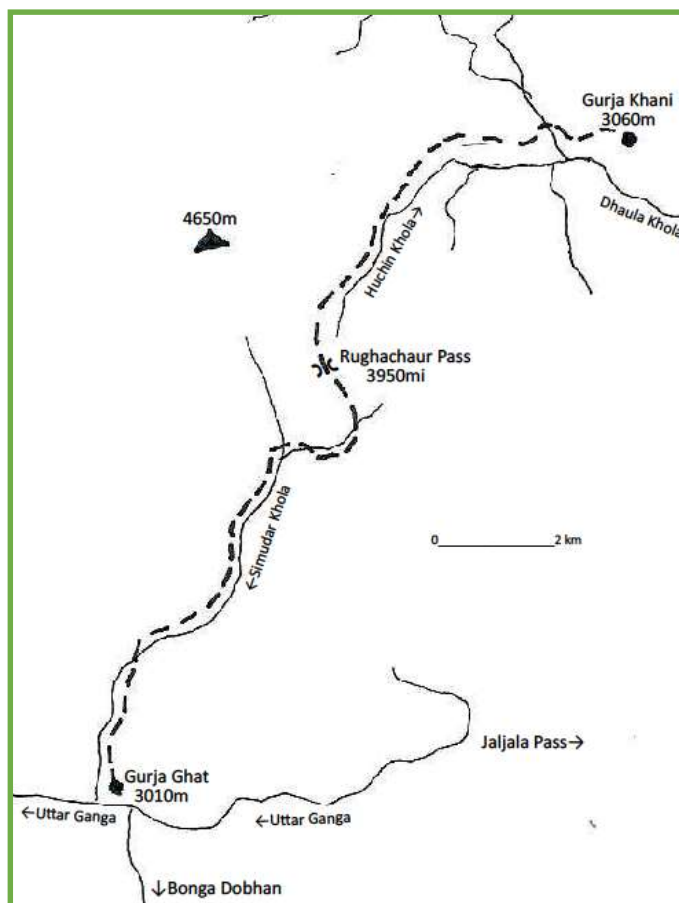 Gurja Khani
3060m
Dhaula Khola
4650m
Huchin Khola→
Rughachaur Pass
3950mi
←Simudar Khola
0 2 km
Jaljala Pass→
Gurja Ghat
3010m
←Uttar Ganga
←Uttar Ganga
↓Bonga Dobhan